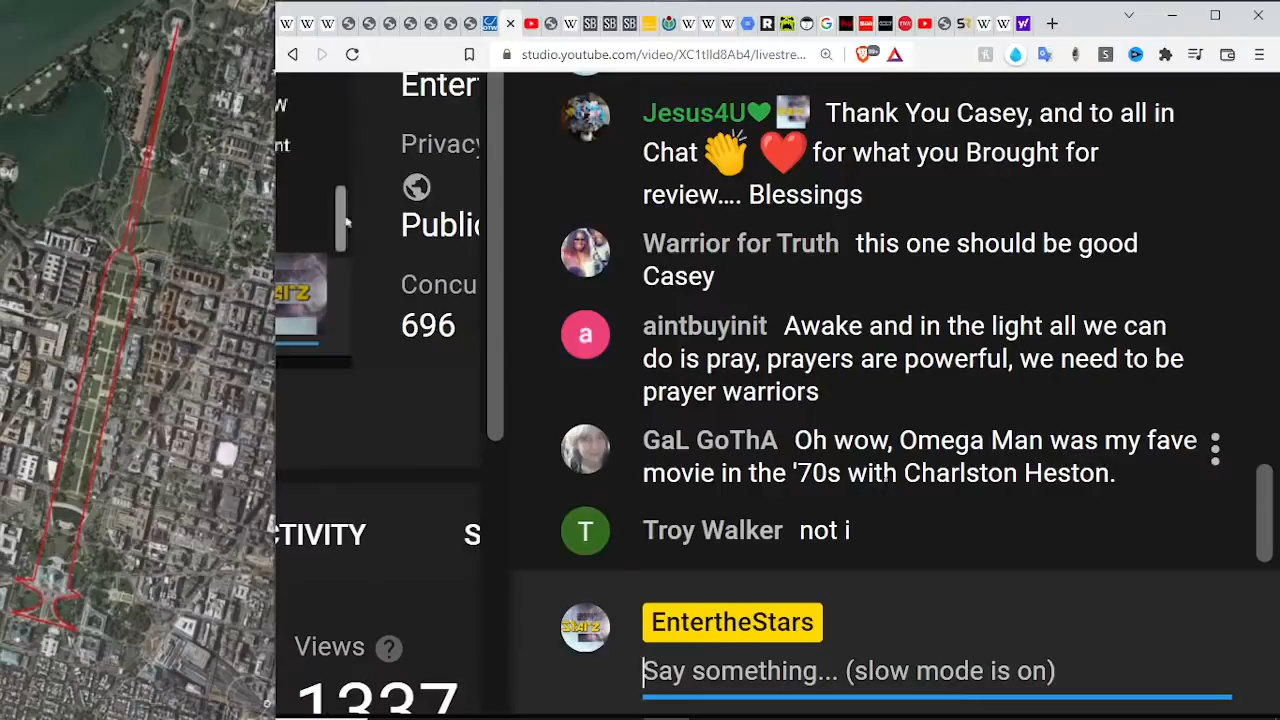 studio.youtube.com/video/XC1tlld8Ab4/livestre...
Enter
Privacy
Public
Concu
696
CTIVITY
S
Views
1337
Jesus4U Thank You Casey, and to all in
Chat 👏 ❤️ for what you Brought for
review.... Blessings
Warrior for Truth this one should be good
Casey
aintbuyinit Awake and in the light all we can
do is pray, prayers are powerful, we need to be
prayer warriors
GaL GoThA Oh wow, Omega Man was my fave
movie in the '70s with Charlston Heston.
Troy Walker not i
EntertheStars
Say something... (slow mode is on)